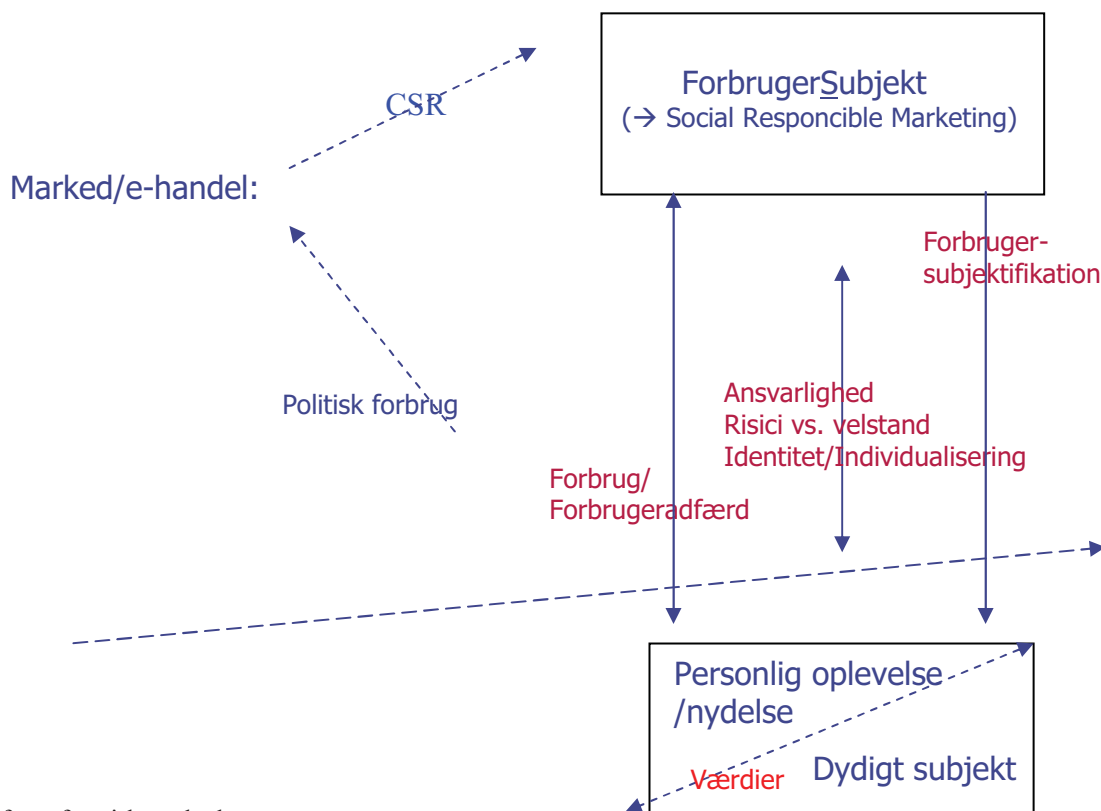 ForbrugerSubjekt
(→ Social Responcible Marketing)
CSR
Marked/e-handel:
Forbruger-
subjektifikation
Politisk forbrug
Ansvarlighed
Risici vs. velstand
Identitet/Individualisering
Forbrug/
Forbrugeradfærd
Personlig oplevelse
/nydelse
Værdier
Dydigt subjekt